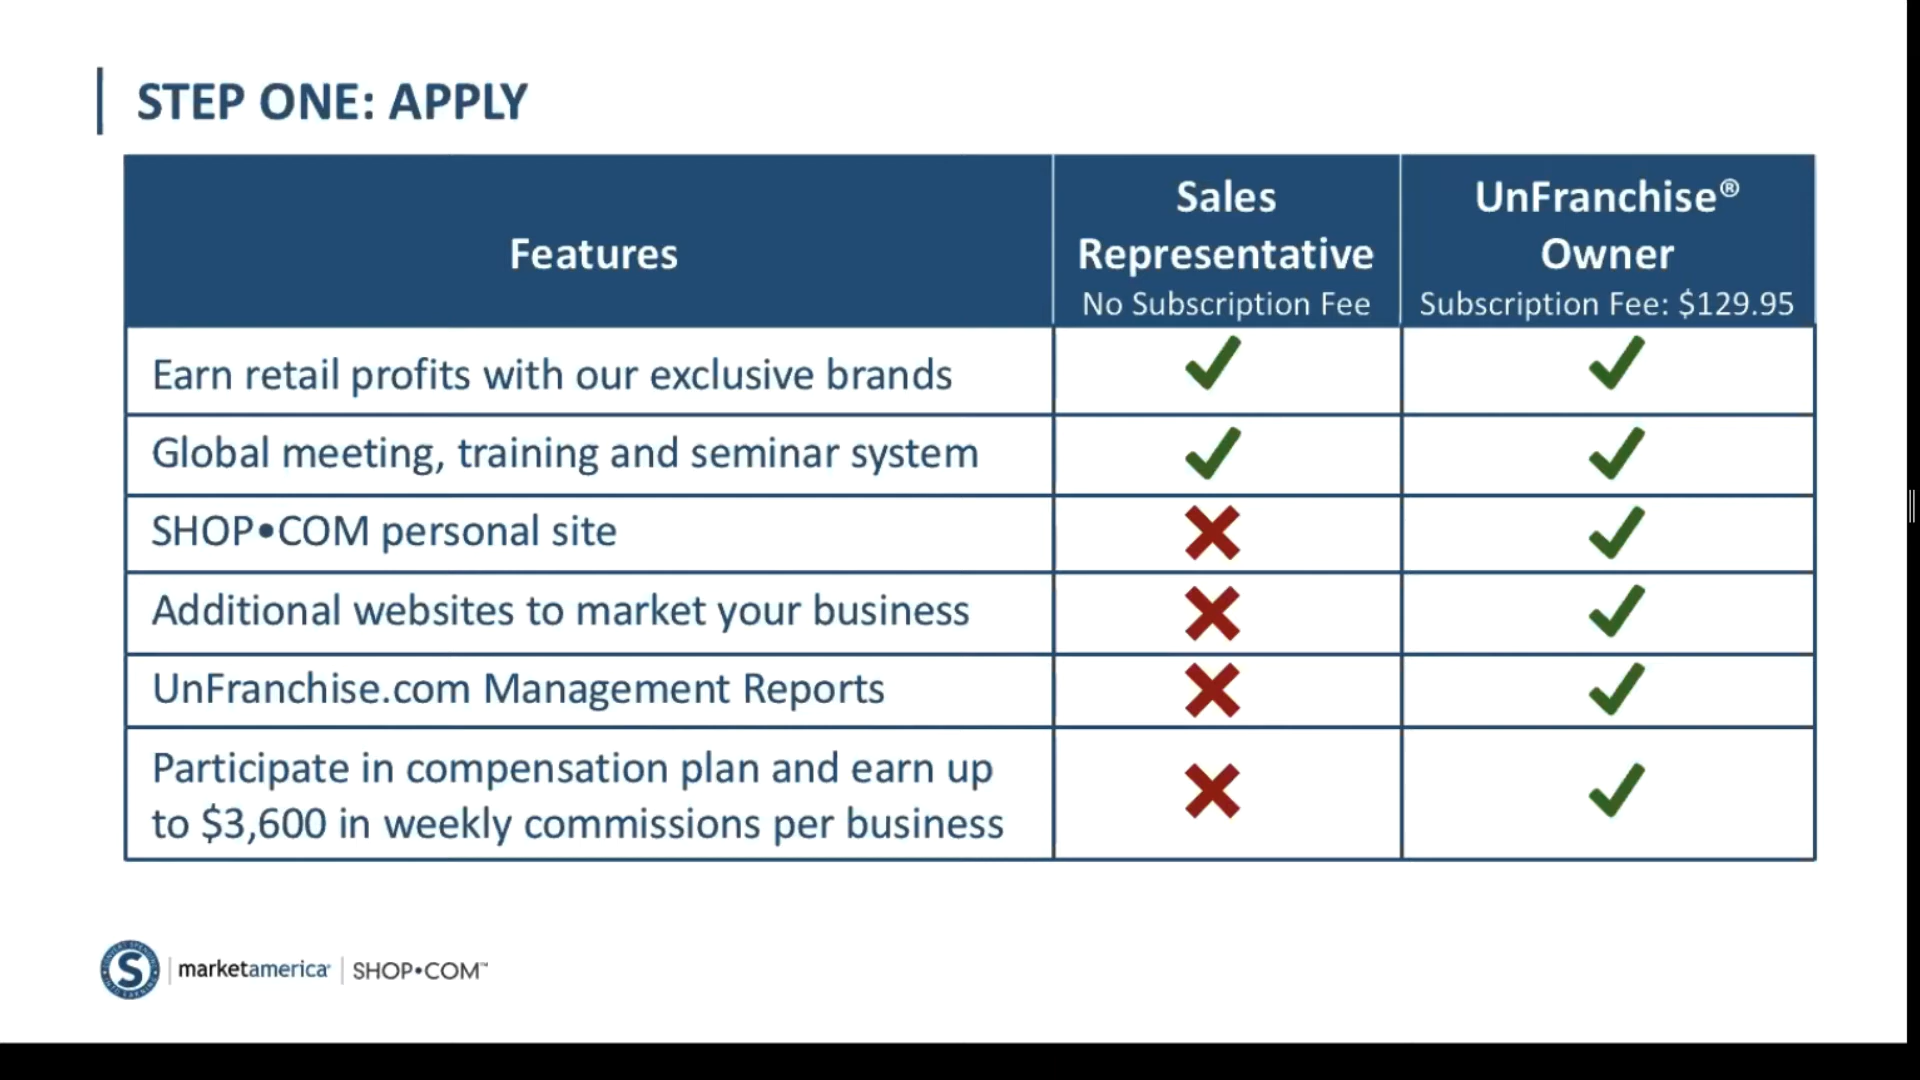 STEP ONE: APPLY
Features
Sales
Representative
No Subscription Fee
UnFranchise®
Owner
Subscription Fee: $129.95
Earn retail profits with our exclusive brands
Global meeting, training and seminar system
SHOP•COM personal site
Additional websites to market your business
UnFranchise.com Management Reports
Participate in compensation plan and earn up
to $3,600 in weekly commissions per business
S
marketamerica
SHOP•COM™